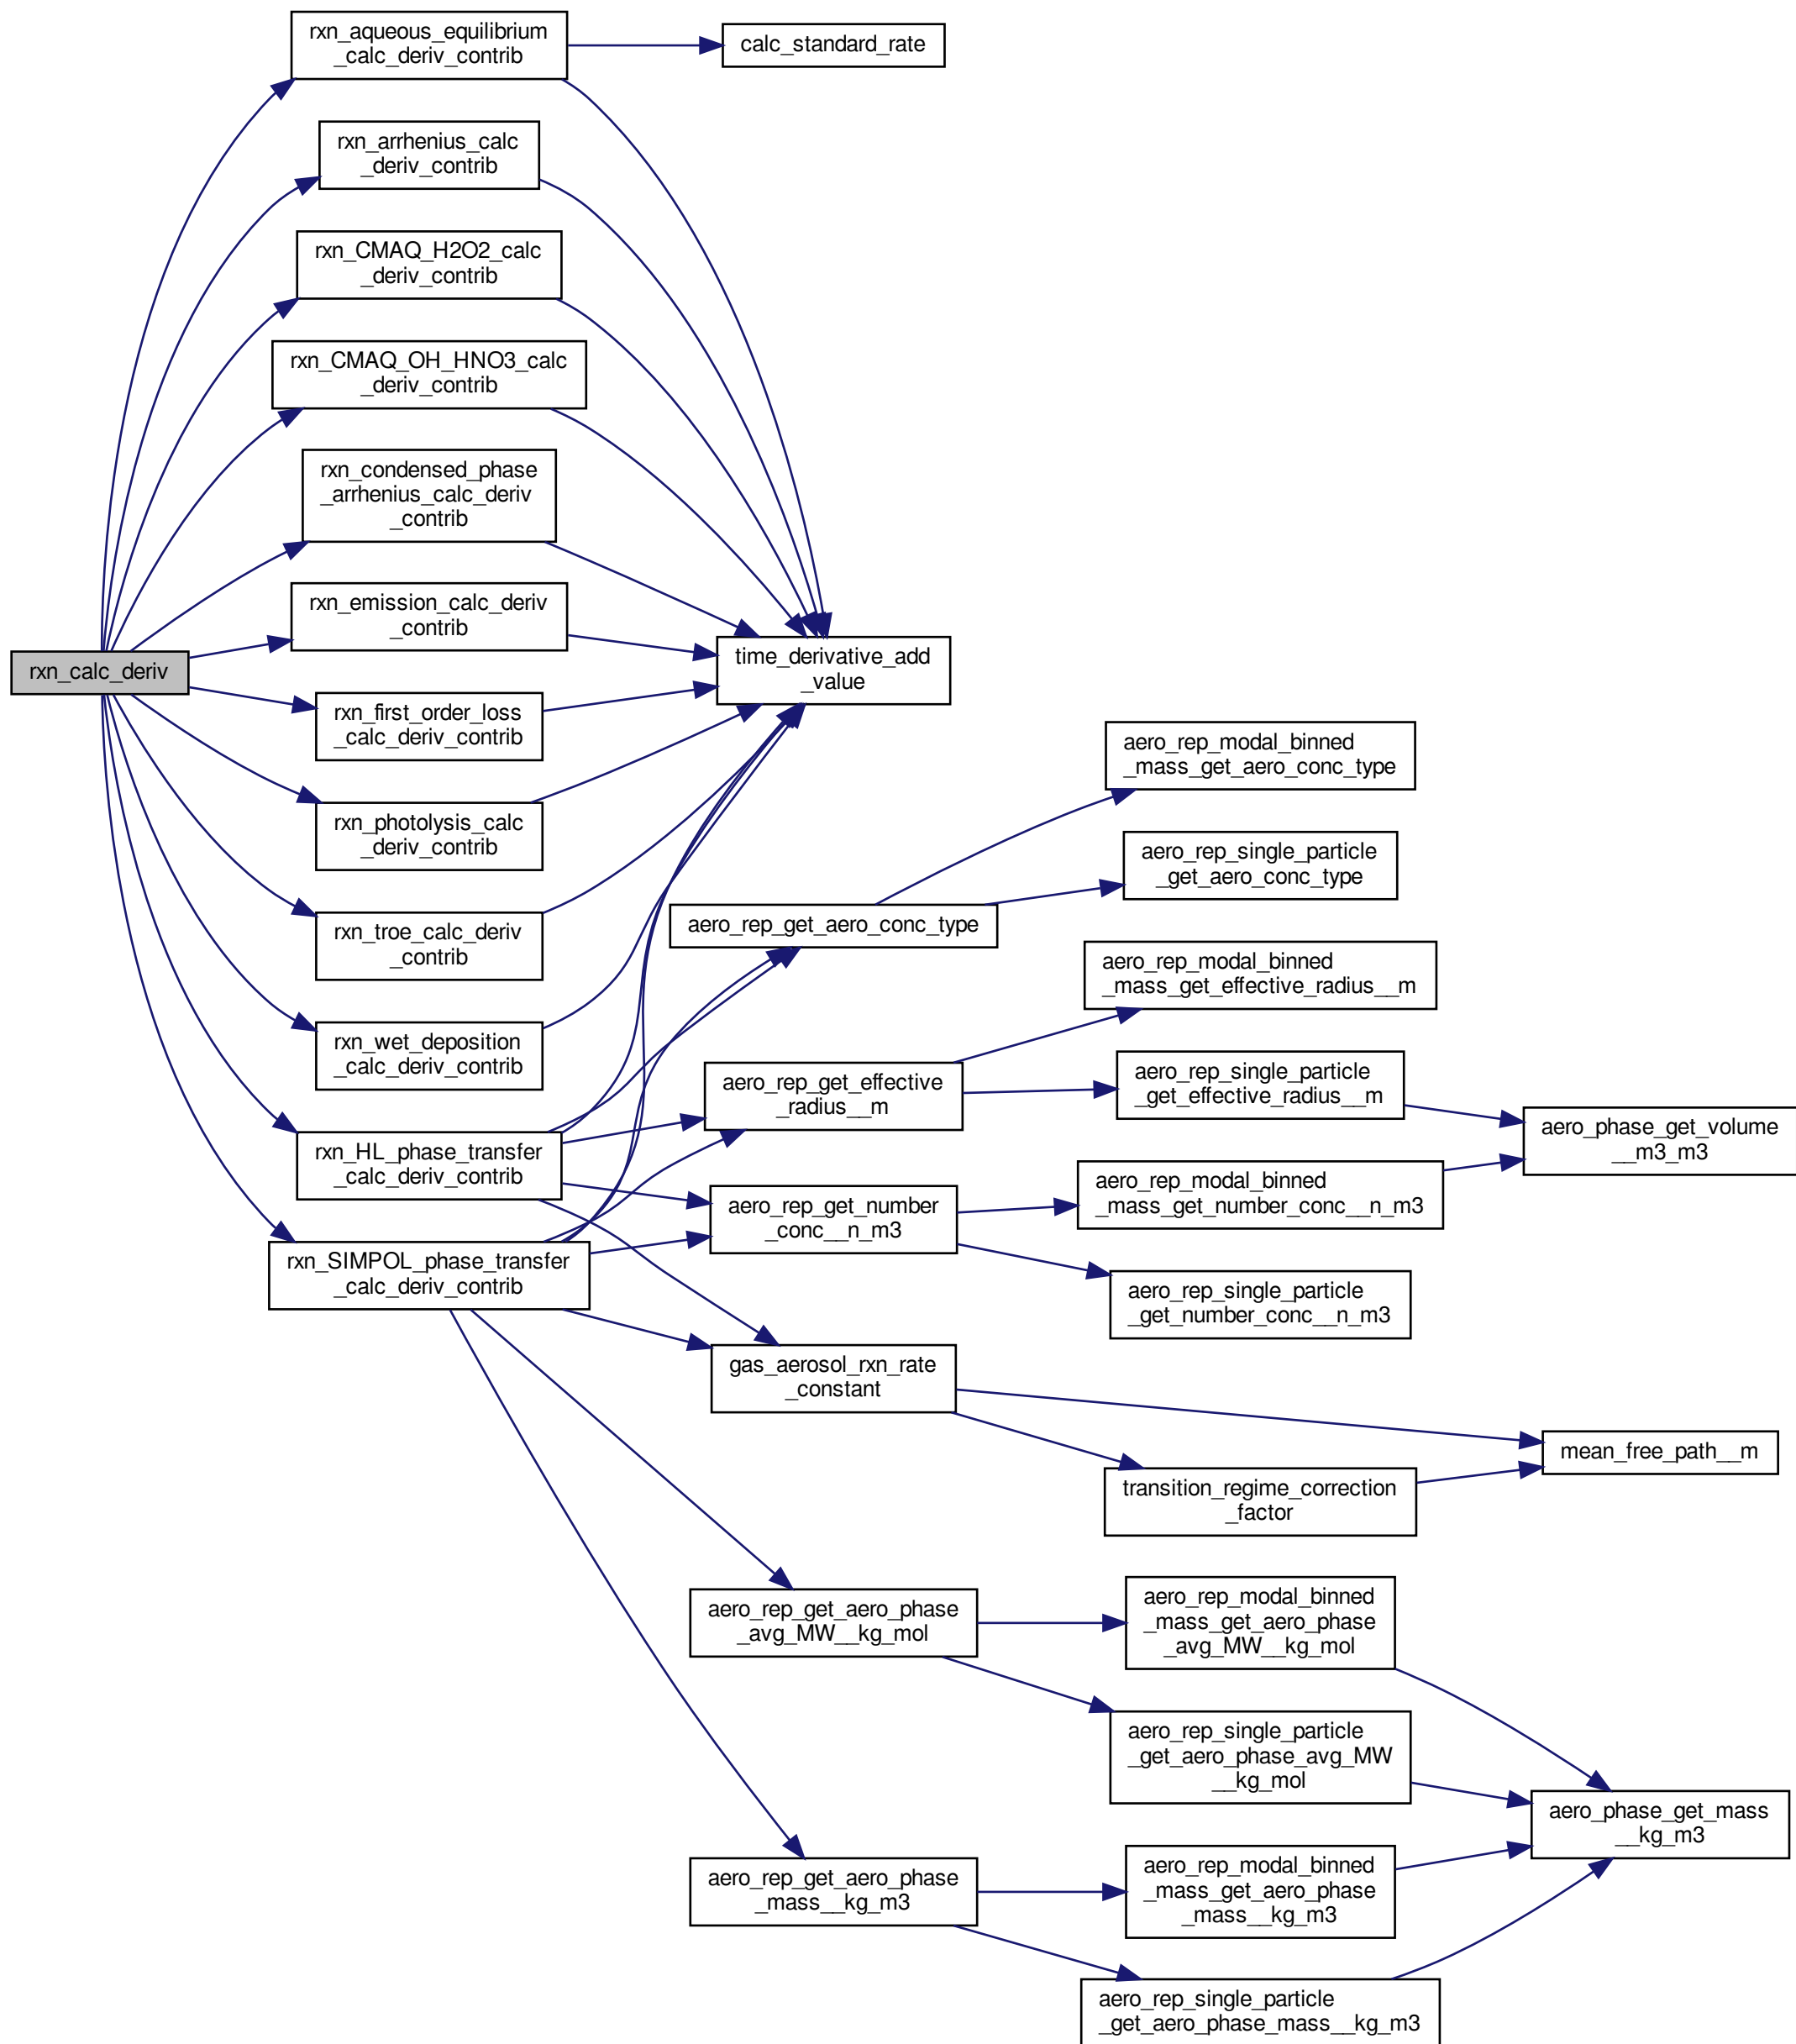 rxn_calc_deriv
rxn_aqueous_equilibrium
_calc_deriv_contrib
rxn_arrhenius_calc
_deriv_contrib
rxn_CMAQ_H2O2_calc
_deriv_contrib
rxn_CMAQ_OH_HNO3_calc
_deriv_contrib
rxn_condensed_phase
_arrhenius_calc_deriv
_contrib
rxn_emission_calc_deriv
_contrib
rxn_first_order_loss
_calc_deriv_contrib
rxn_photolysis_calc
_deriv_contrib
rxn_troe_calc_deriv
_contrib
rxn_wet_deposition
_calc_deriv_contrib
rxn_HL_phase_transfer
_calc_deriv_contrib
rxn_SIMPOL_phase_transfer
_calc_deriv_contrib
calc_standard_rate
time_derivative_add
_value
aero_rep_get_aero_conc_type
aero_rep_get_effective
_radius__m
aero_rep_get_number
_conc__n_m3
gas_aerosol_rxn_rate
_constant
aero_rep_get_aero_phase
_avg_MW__kg_mol
aero_rep_get_aero_phase
_mass__kg_m3
aero_rep_modal_binned
_mass_get_aero_conc_type
aero_rep_single_particle
_get_aero_conc_type
aero_rep_modal_binned
_mass_get_effective_radius__m
aero_rep_single_particle
_get_effective_radius__m
aero_rep_modal_binned
_mass_get_number_conc__n_m3
aero_rep_single_particle
_get_number_conc__n_m3
transition_regime_correction
_factor
aero_rep_modal_binned
_mass_get_aero_phase
_avg_MW__kg_mol
aero_rep_single_particle
_get_aero_phase_avg_MW
__kg_mol
aero_rep_modal_binned
_mass_get_aero_phase
_mass__kg_m3
aero_rep_single_particle
_get_aero_phase_mass__kg_m3
aero_phase_get_volume
__m3_m3
mean_free_path__m
aero_phase_get_mass
__kg_m3